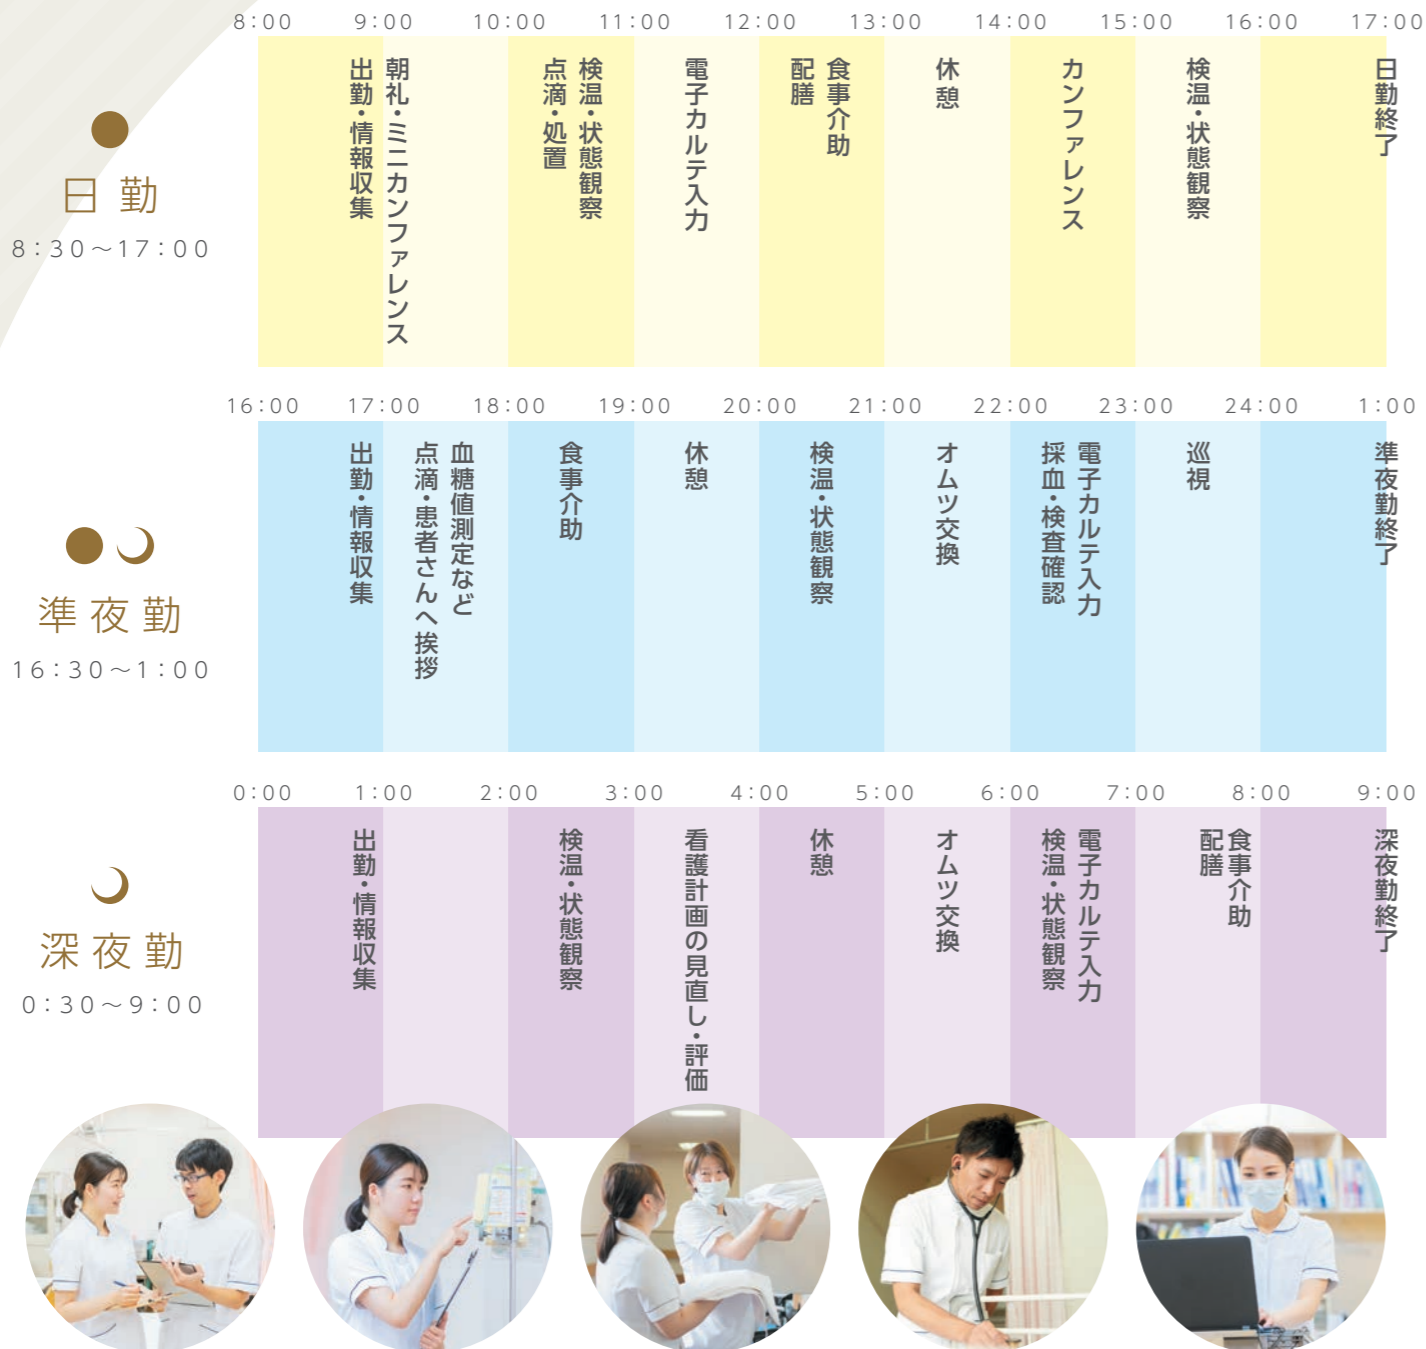 8:00 9:00 10:00 11:00 12:00 13:00 14:00 15:00 16:00 17:00
日勤
8:30〜17:00
出勤・情報収集
朝礼・ミニカンファレンス
検温・状態観察
点滴・処置
電子カルテ入力
食事介助
配膳
休憩
カンファレンス
検温・状態観察
日勤終了
16:00 17:00 18:00 19:00 20:00 21:00 22:00 23:00 24:00 1:00
準夜勤
16:30〜1:00
出勤・情報収集
血糖値測定など
点滴・患者さんへ挨拶
食事介助
休憩
検温・状態観察
オムツ交換
電子カルテ入力
採血・検査確認
巡視
準夜勤終了
0:00 1:00 2:00 3:00 4:00 5:00 6:00 7:00 8:00 9:00
深夜勤
0:30〜9:00
出勤・情報収集
検温・状態観察
看護計画の見直し・評価
休憩
オムツ交換
電子カルテ入力
検温・状態観察
食事介助
配膳
深夜勤終了